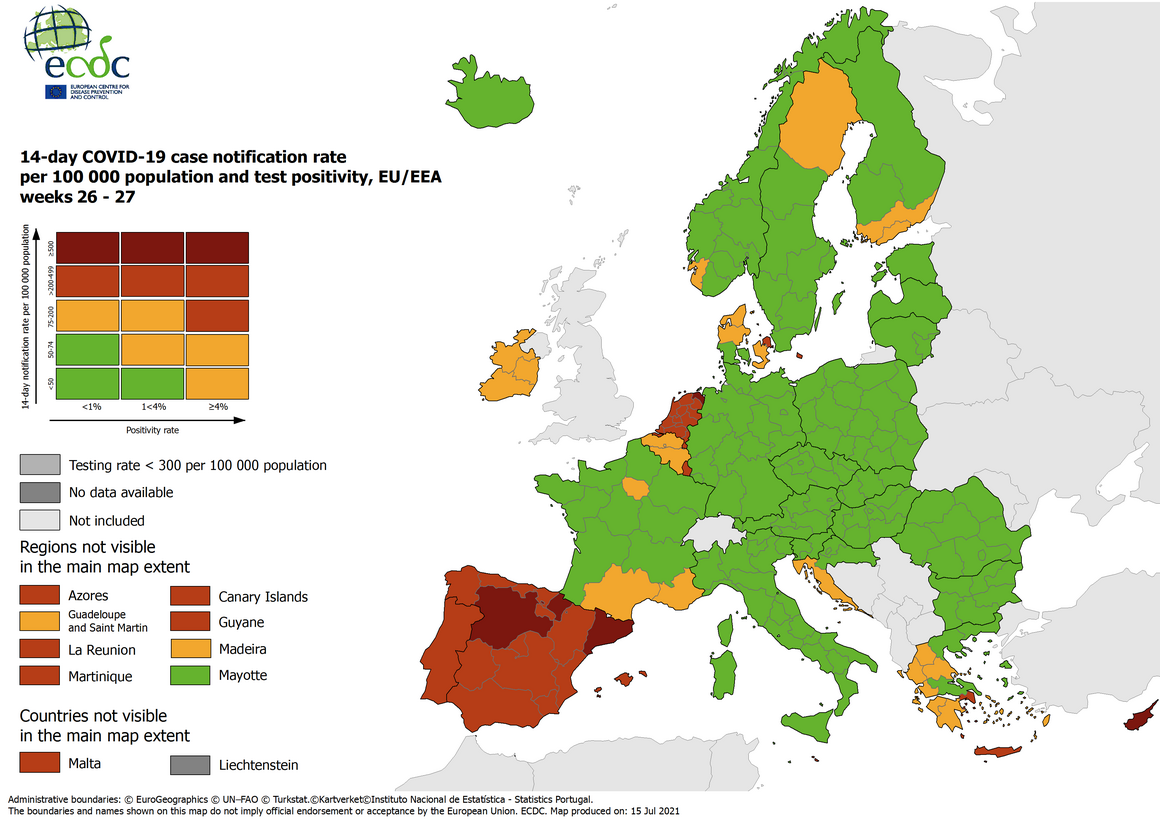 ecdc
EUROPEAN CENTRE FOR
DISEASE PREVENTION
AND CONTROL
14-day COVID-19 case notification rate
per 100 000 population and test positivity, EU/EEA
weeks 26 - 27
14-day notification rate per 100 000 population
≥500
>200-499
75-200
50-74
<50
<1%
1<4%
≥4%
Positivity rate
Testing rate < 300 per 100 000 population
No data available
Not included
Regions not visible
in the main map extent
Azores
Canary Islands
Guadeloupe
and Saint Martin
Guyane
La Reunion
Madeira
Martinique
Mayotte
Countries not visible
in the main map extent
Malta
Liechtenstein
Administrative boundaries: © EuroGeographics © UN–FAO © Turkstat.©Kartverket©Instituto Nacional de Estatística - Statistics Portugal.
The boundaries and names shown on this map do not imply official endorsement or acceptance by the European Union. ECDC. Map produced on: 15 Jul 2021